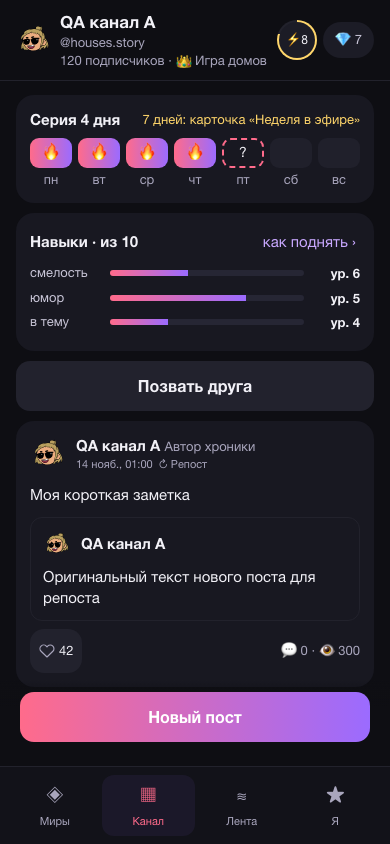 QA канал A
@houses.story
120 подписчиков · 👑 Игра домов
⚡8
💎 7
Серия 4 дня
7 дней: карточка «Неделя в эфире»
🔥 🔥 🔥 🔥 ?
пн вт ср чт пт сб вс
Навыки · из 10
как поднять ›
смелость ур. 6
юмор ур. 5
в тему ур. 4
Позвать друга
QA канал A Автор хроники
14 нояб., 01:00 ↻ Репост
Моя короткая заметка
QA канал A
Оригинальный текст нового поста для
репоста
♡ 42
💬 0 · 👁 300
Новый пост
Миры
Канал
Лента
Я